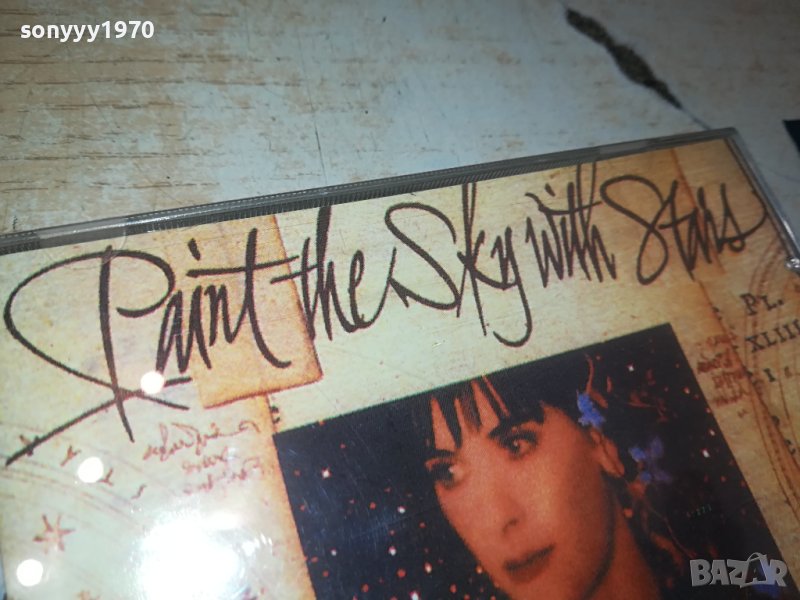 sonyyy1970
Paint the Sky with Stars
PL.
XLIII
BAZAR